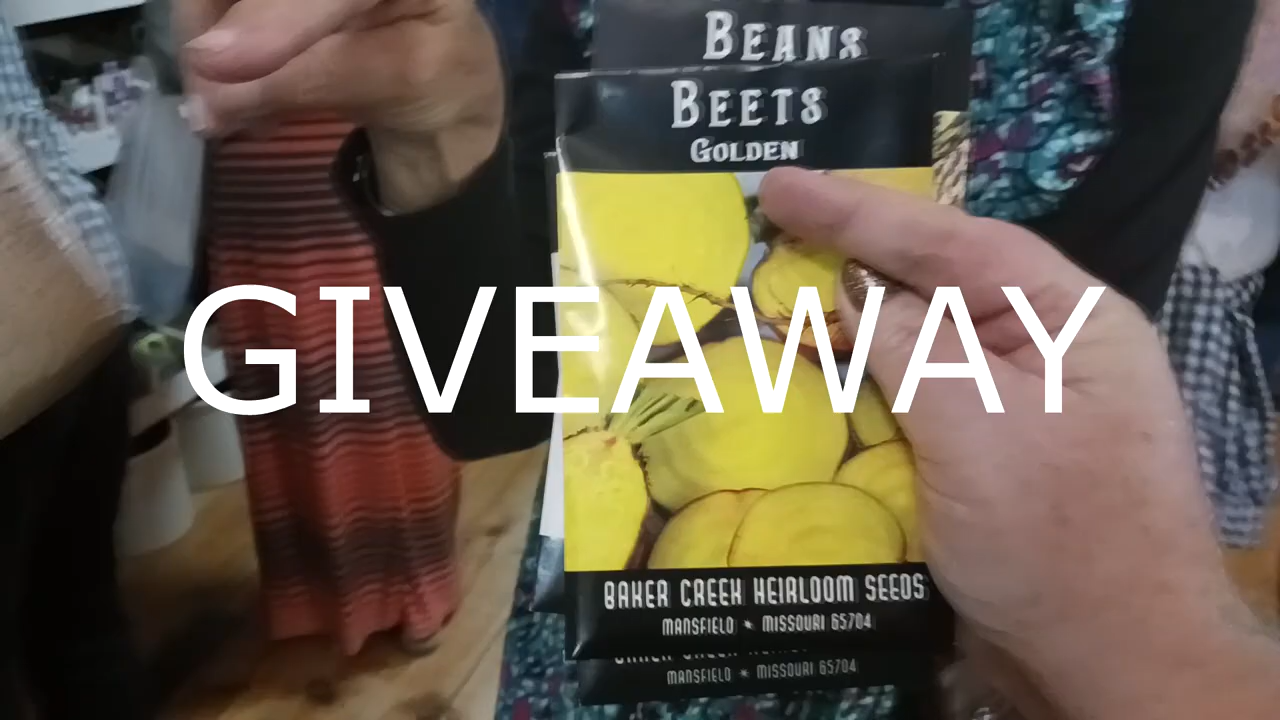 BEANS
BEETS
GOLDEN
GIVEAWAY
BAKER CREEK HEIRLOOM SEEDS
MANSFIELD * MISSOURI 65704
MANSFIELD * MISSOURI 65704